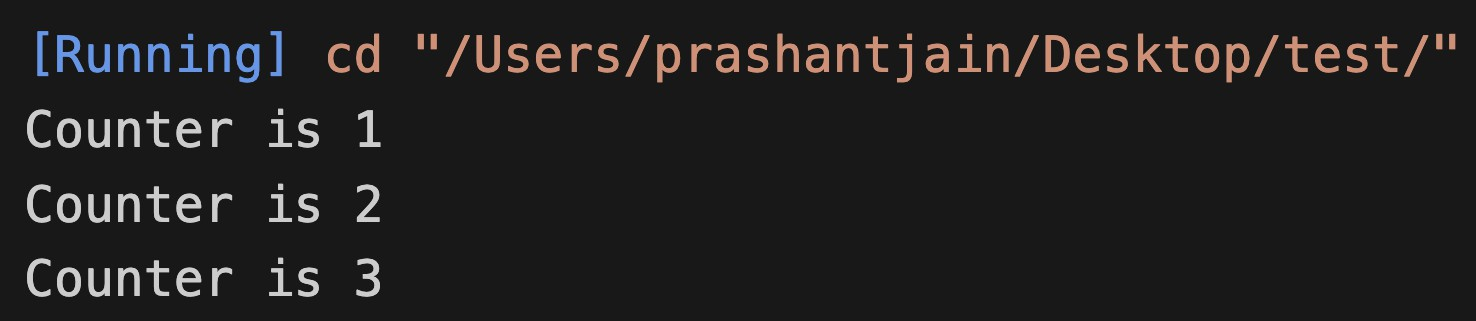 [Running] cd "/Users/prashantjain/Desktop/test/"
Counter is 1
Counter is 2
Counter is 3